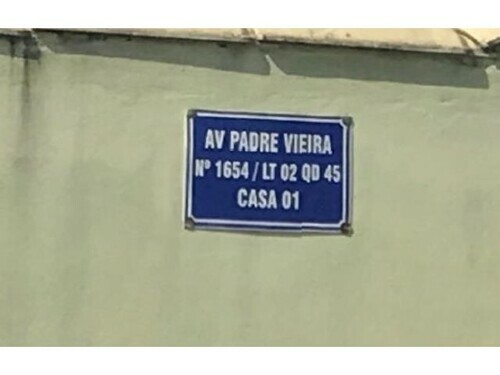 AV PADRE VIEIRA
Nº 1654 / LT 02 QD 45
CASA 01